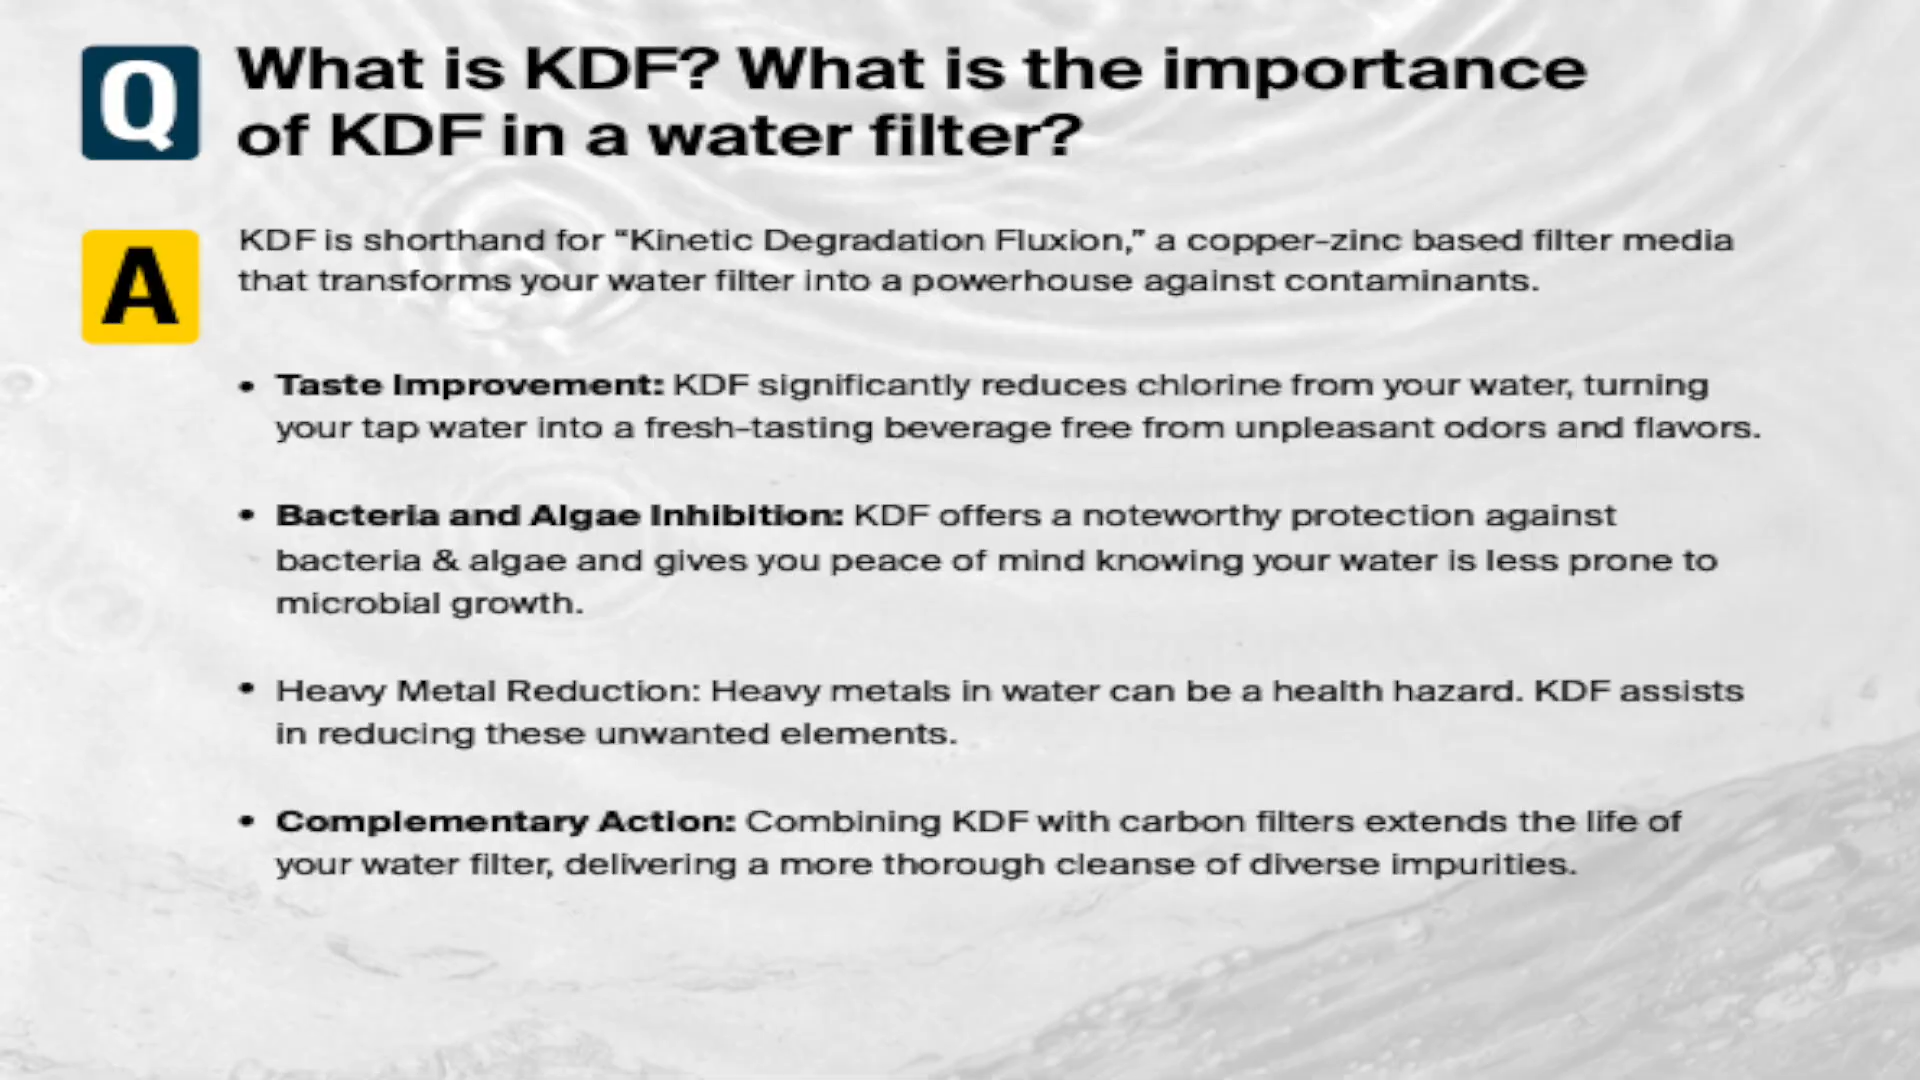 Q
What is KDF? What is the importance
of KDF in a water filter?
A
KDF is shorthand for “Kinetic Degradation Fluxion,” a copper-zinc based filter media
that transforms your water filter into a powerhouse against contaminants.
• Taste Improvement: KDF significantly reduces chlorine from your water, turning
your tap water into a fresh-tasting beverage free from unpleasant odors and flavors.
• Bacteria and Algae Inhibition: KDF offers a noteworthy protection against
bacteria & algae and gives you peace of mind knowing your water is less prone to
microbial growth.
• Heavy Metal Reduction: Heavy metals in water can be a health hazard. KDF assists
in reducing these unwanted elements.
• Complementary Action: Combining KDF with carbon filters extends the life of
your water filter, delivering a more thorough cleanse of diverse impurities.